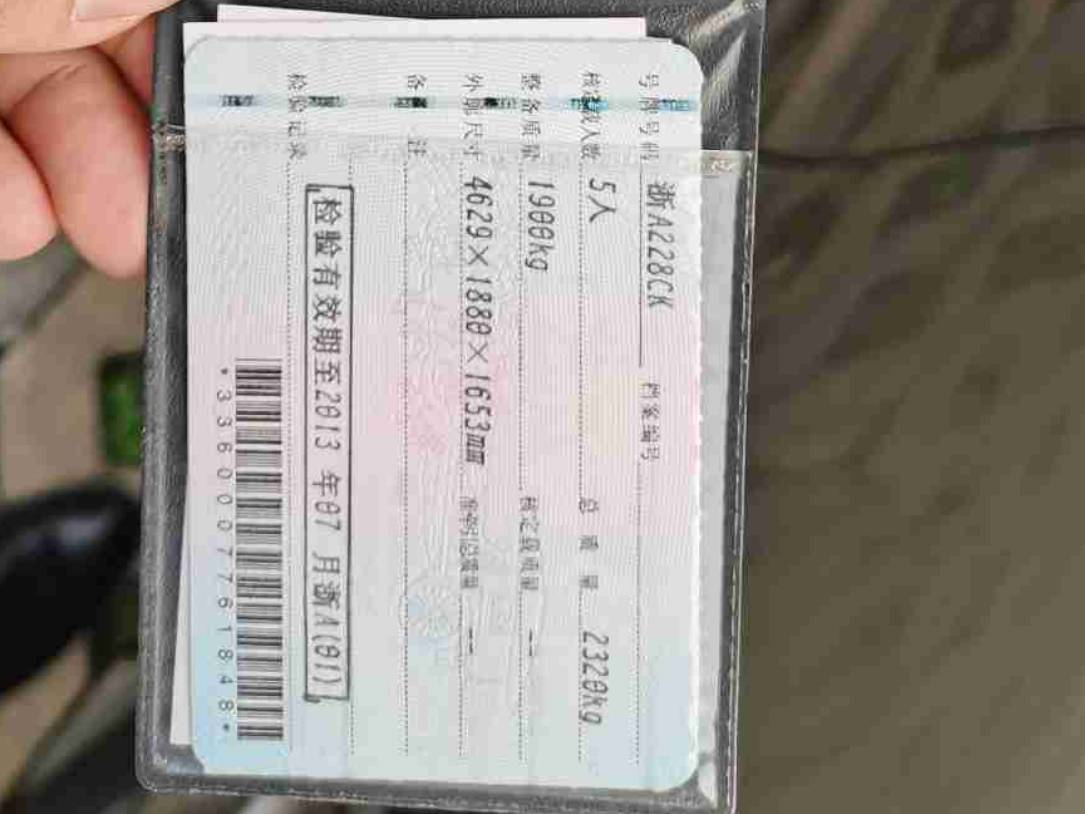 号牌号码 浙A228CK 档案编号
核定载人数 5人 总质量 2320kg
整备质量 1900kg 核定载质量 --
外廓尺寸 4629×1880×1653mm 准牵引总质量 --
备注
检验记录
检验有效期至2013年07月浙A(01)
*3360007761848*